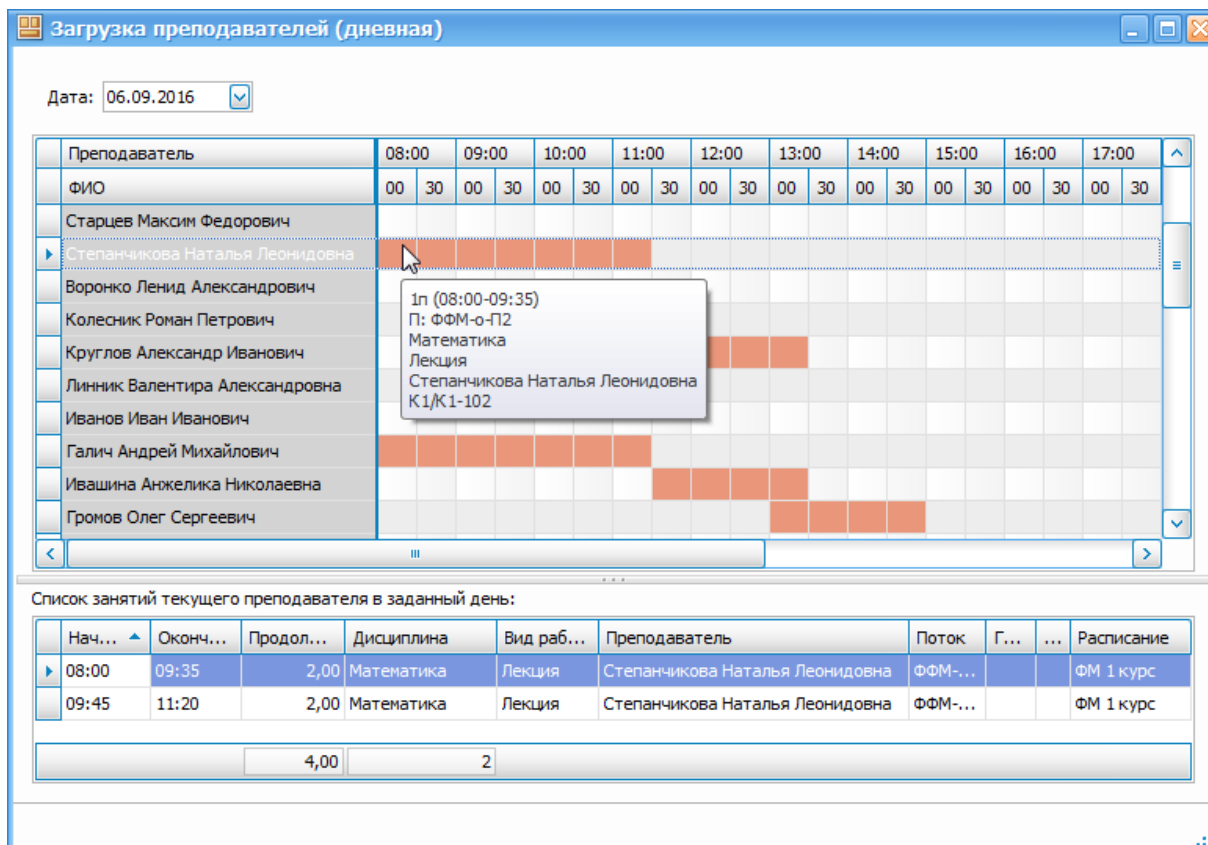 Загрузка преподавателей (дневная)
Дата: 06.09.2016
Преподаватель 08:00 09:00 10:00 11:00 12:00 13:00 14:00 15:00 16:00 17:00
ФИО 00 30 00 30 00 30 00 30 00 30 00 30 00 30 00 30 00 30 00 30
Старцев Максим Федорович
Степанчикова Наталья Леонидовна
Воронко Ленид Александрович
Колесник Роман Петрович
Круглов Александр Иванович
Линник Валентира Александровна
Иванов Иван Иванович
Галич Андрей Михайлович
Ивашина Анжелика Николаевна
Громов Олег Сергеевич
1п (08:00-09:35)
П: ФФМ-о-П2
Математика
Лекция
Степанчикова Наталья Леонидовна
К1/К1-102
Список занятий текущего преподавателя в заданный день:
Нач... Оконч... Продол... Дисциплина Вид раб... Преподаватель Поток Г... ... Расписание
08:00 09:35 2,00 Математика Лекция Степанчикова Наталья Леонидовна ФФМ-... ФМ 1 курс
09:45 11:20 2,00 Математика Лекция Степанчикова Наталья Леонидовна ФФМ-... ФМ 1 курс
4,00 2